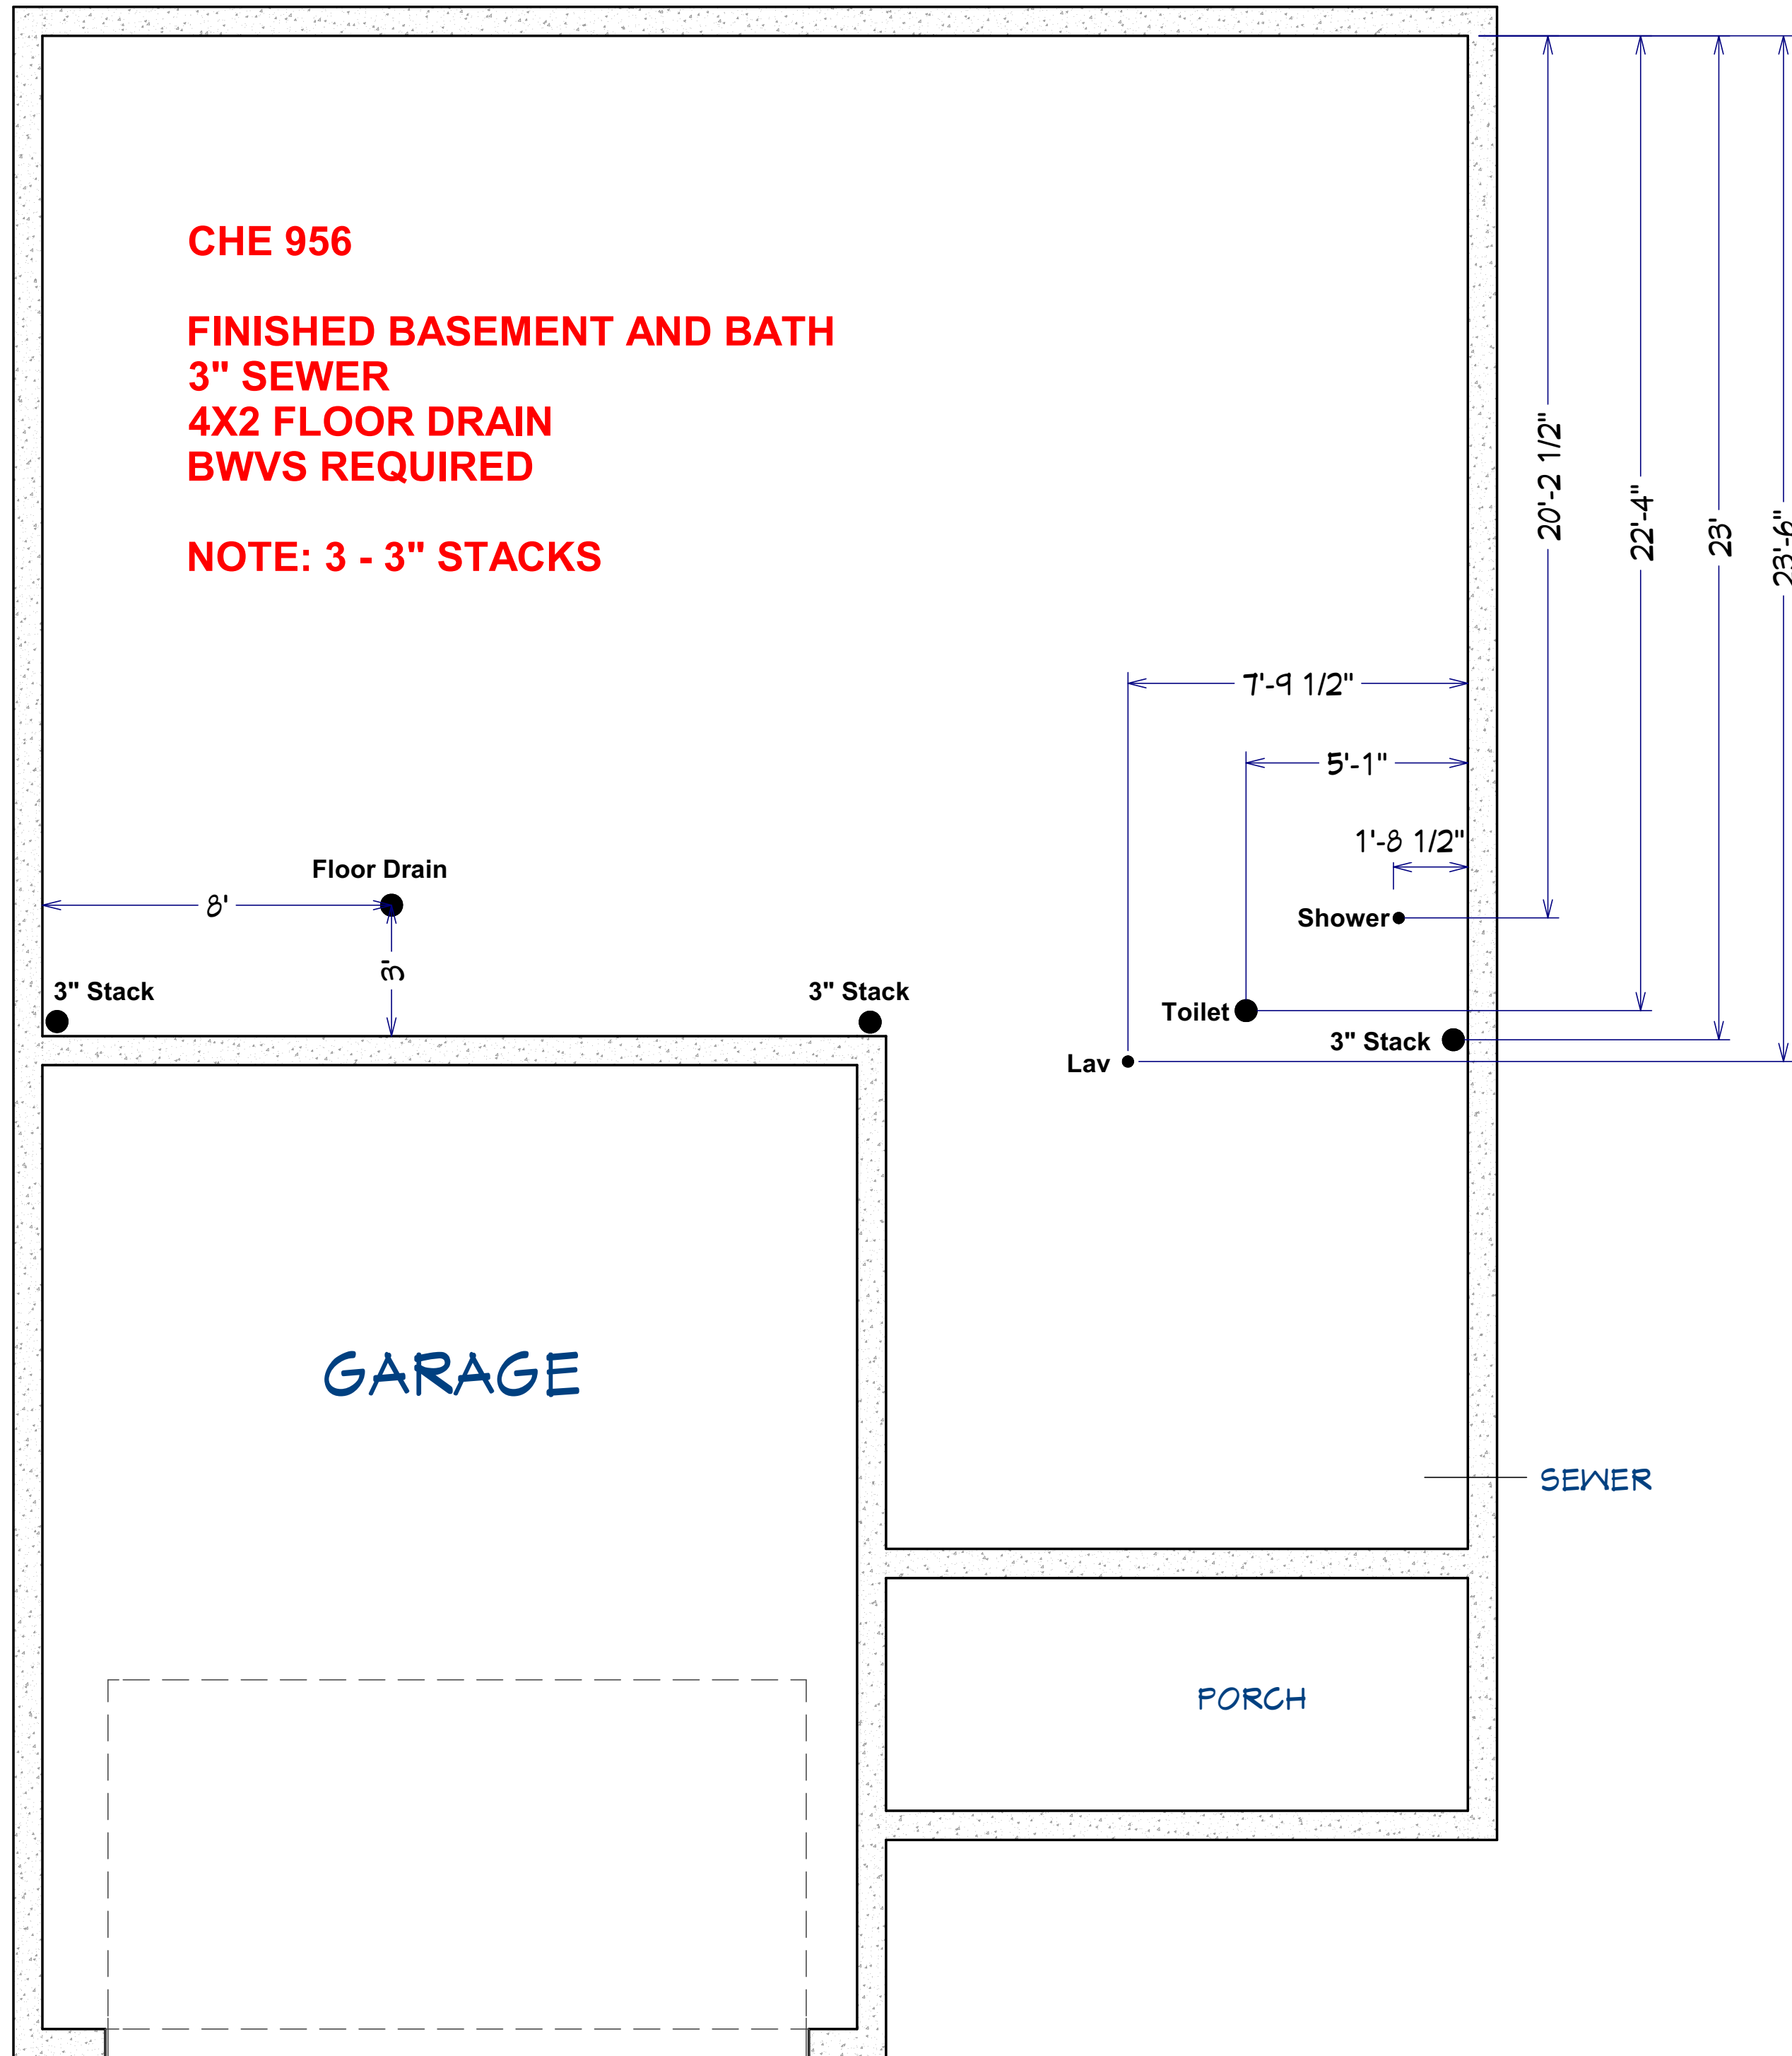 CHE 956
FINISHED BASEMENT AND BATH
3" SEWER
4X2 FLOOR DRAIN
BWVS REQUIRED
NOTE: 3 - 3" STACKS
20'-2 1/2"
22'-4"
23'
23'-6"
7'-9 1/2"
5'-1"
1'-8 1/2"
Floor Drain
8'
Shower
3'
3" Stack
3" Stack
Toilet
3" Stack
Lav
GARAGE
SEWER
PORCH